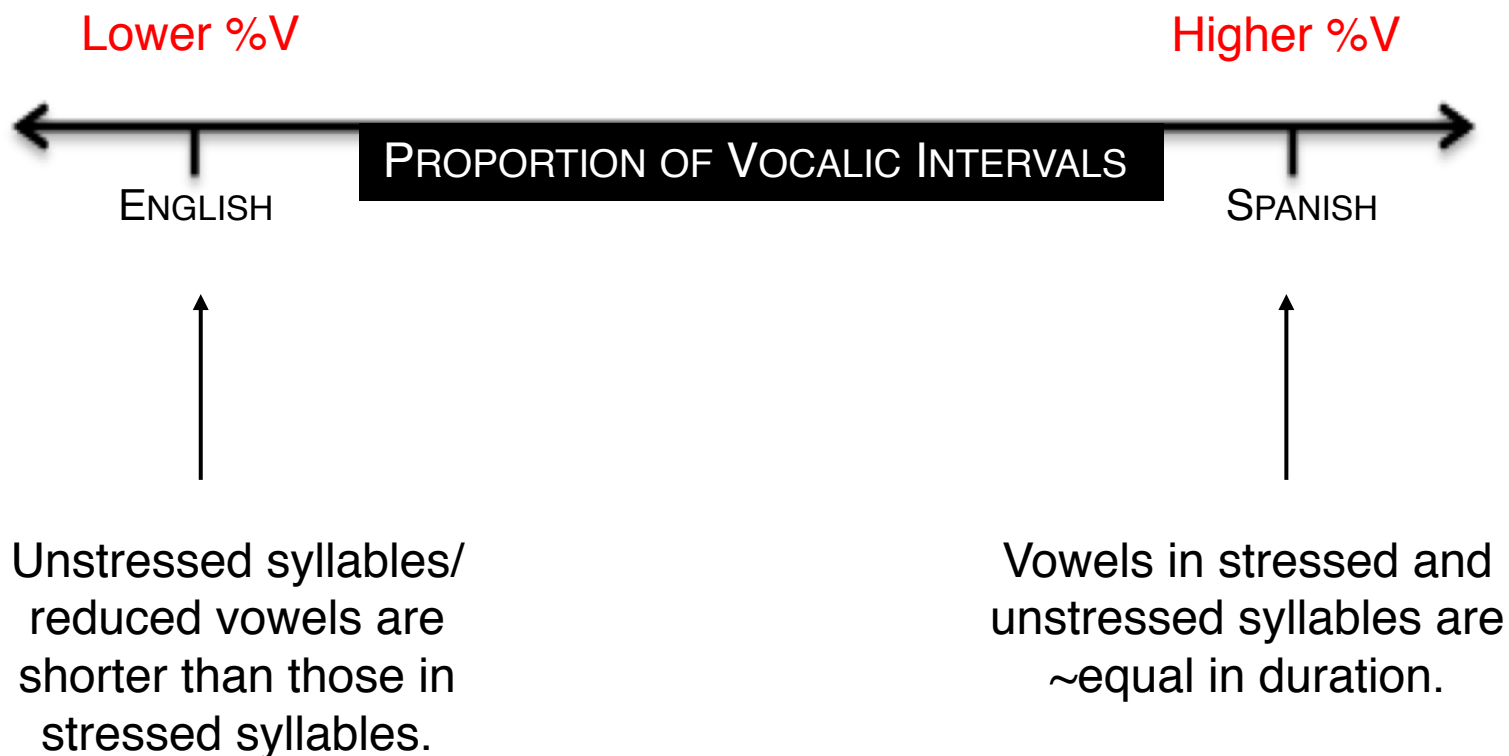 Lower %V
Higher %V
PROPORTION OF VOCALIC INTERVALS
ENGLISH
SPANISH
Unstressed syllables/
reduced vowels are
shorter than those in
stressed syllables.
Vowels in stressed and
unstressed syllables are
~equal in duration.